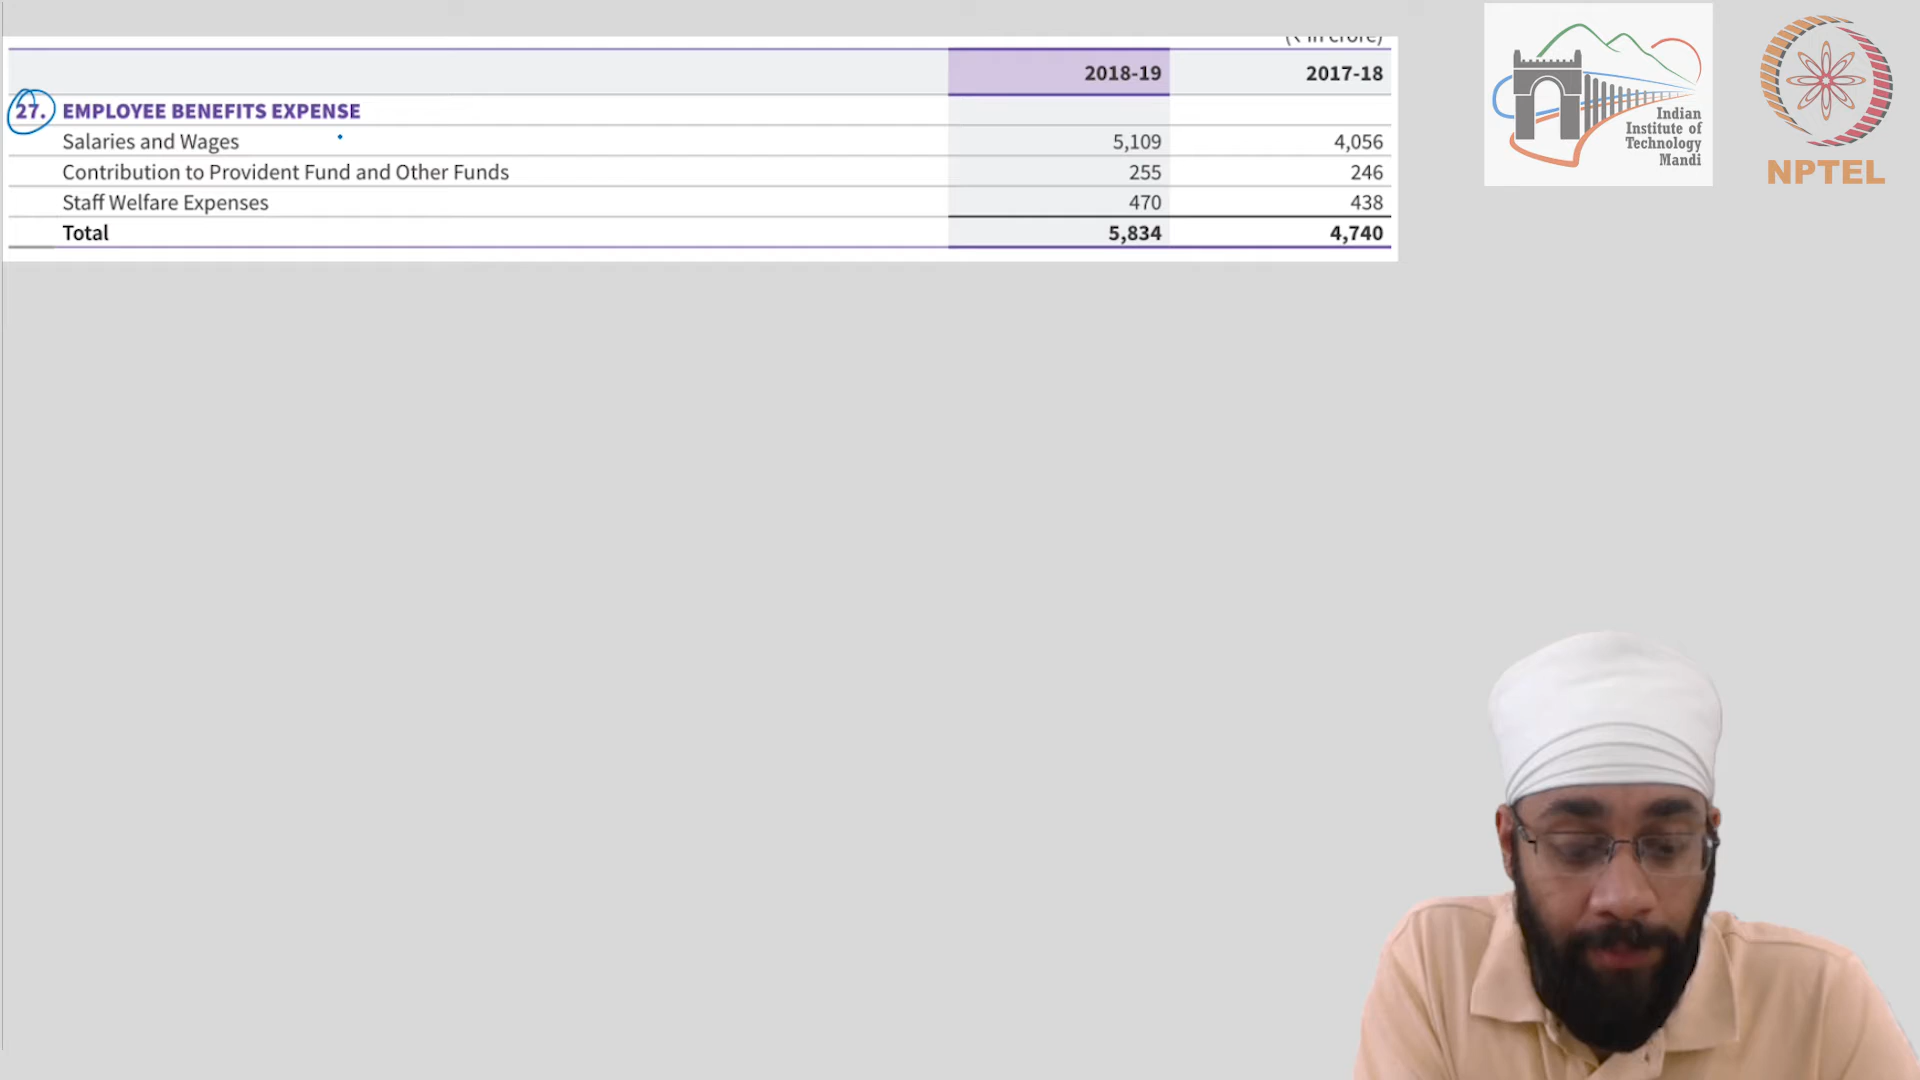 (₹ in crore)
2018-19 2017-18
27. EMPLOYEE BENEFITS EXPENSE
Salaries and Wages 5,109 4,056
Contribution to Provident Fund and Other Funds 255 246
Staff Welfare Expenses 470 438
Total 5,834 4,740
Indian
Institute of
Technology
Mandi
NPTEL